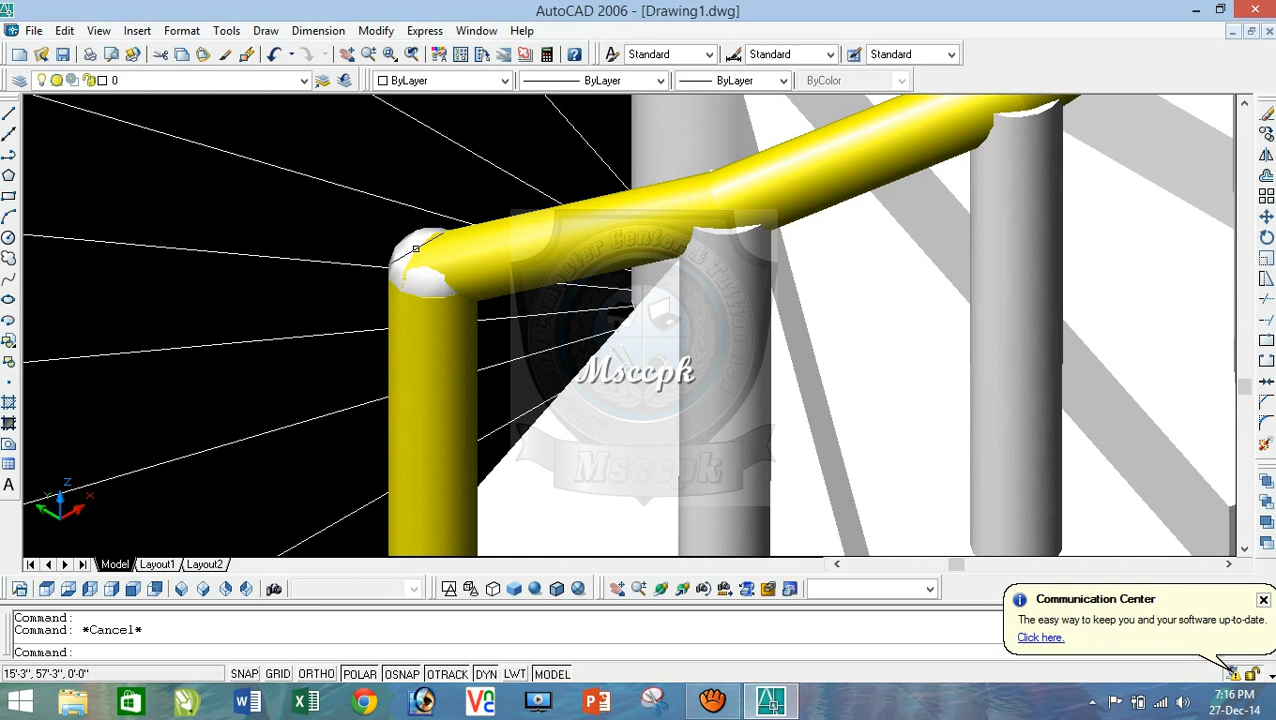 AutoCAD 2006 - [Drawing1.dwg]
File Edit View Insert Format Tools Draw Dimension Modify Express Window Help
Standard Standard Standard
0 ByLayer ByLayer ByLayer ByColor
Computer Center &
Msccpk
Msccpk
Z
X
Y
Model Layout1 Layout2
Command:
Command: *Cancel*
Command:
Communication Center
The easy way to keep you and your software up-to-date.
Click here.
15'-3", 57'-3", 0'-0" SNAP GRID ORTHO POLAR OSNAP OTRACK DYN LWT MODEL
7:16 PM
27-Dec-14